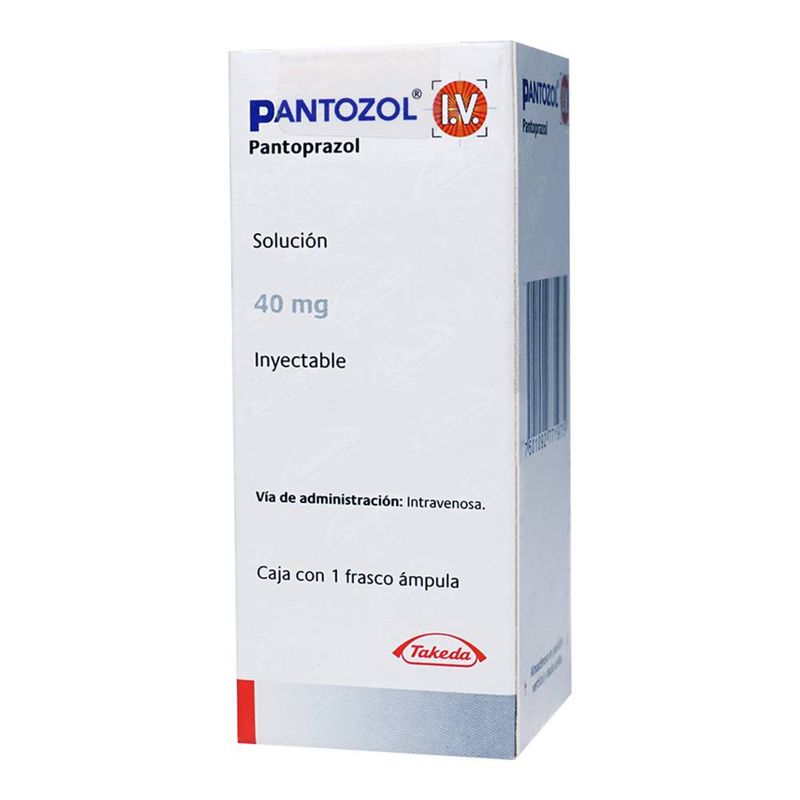 PANTOZOL® I.V.
Pantoprazol
Solución
40 mg
Inyectable
Vía de administración: Intravenosa.
Caja con 1 frasco ámpula
Takeda
PANTOZOL
Pantoprazol